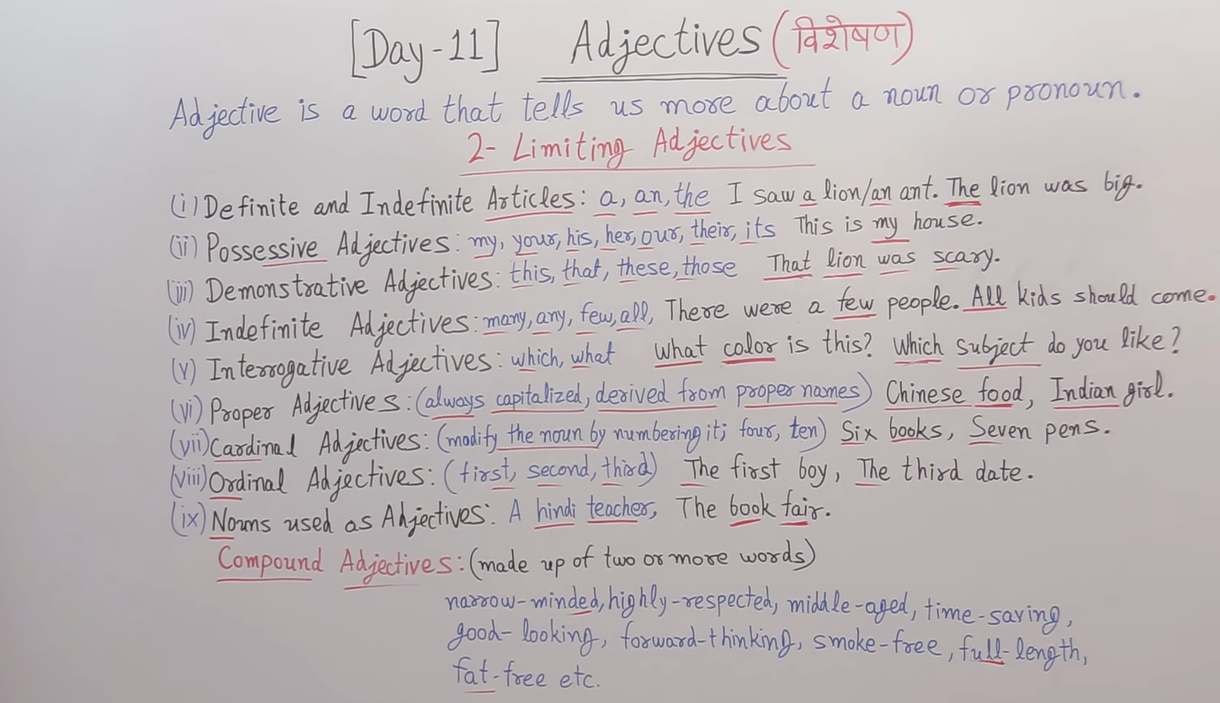 [Day-11] Adjectives (विशेषण)
Adjective is a word that tells us more about a noun or pronoun.
2- Limiting Adjectives
(i) Definite and Indefinite Articles: a, an, the I saw a lion/an ant. The lion was big.
(ii) Possessive Adjectives: my, your, his, her, our, their, its This is my house.
(iii) Demonstrative Adjectives: this, that, these, those That lion was scary.
(iv) Indefinite Adjectives: many, any, few, all, There were a few people. All kids should come.
(v) Interrogative Adjectives: which, what What color is this? Which subject do you like?
(vi) Proper Adjectives: (always capitalized, derived from proper names) Chinese food, Indian girl.
(vii) Cardinal Adjectives: (modify the noun by numbering it; four, ten) Six books, Seven pens.
(viii) Ordinal Adjectives: (first, second, third) The first boy, The third date.
(ix) Nouns used as Adjectives: A hindi teacher, The book fair.
Compound Adjectives: (made up of two or more words)
narrow-minded, highly-respected, middle-aged, time-saving,
good-looking, forward-thinking, smoke-free, full-length,
fat-free etc.